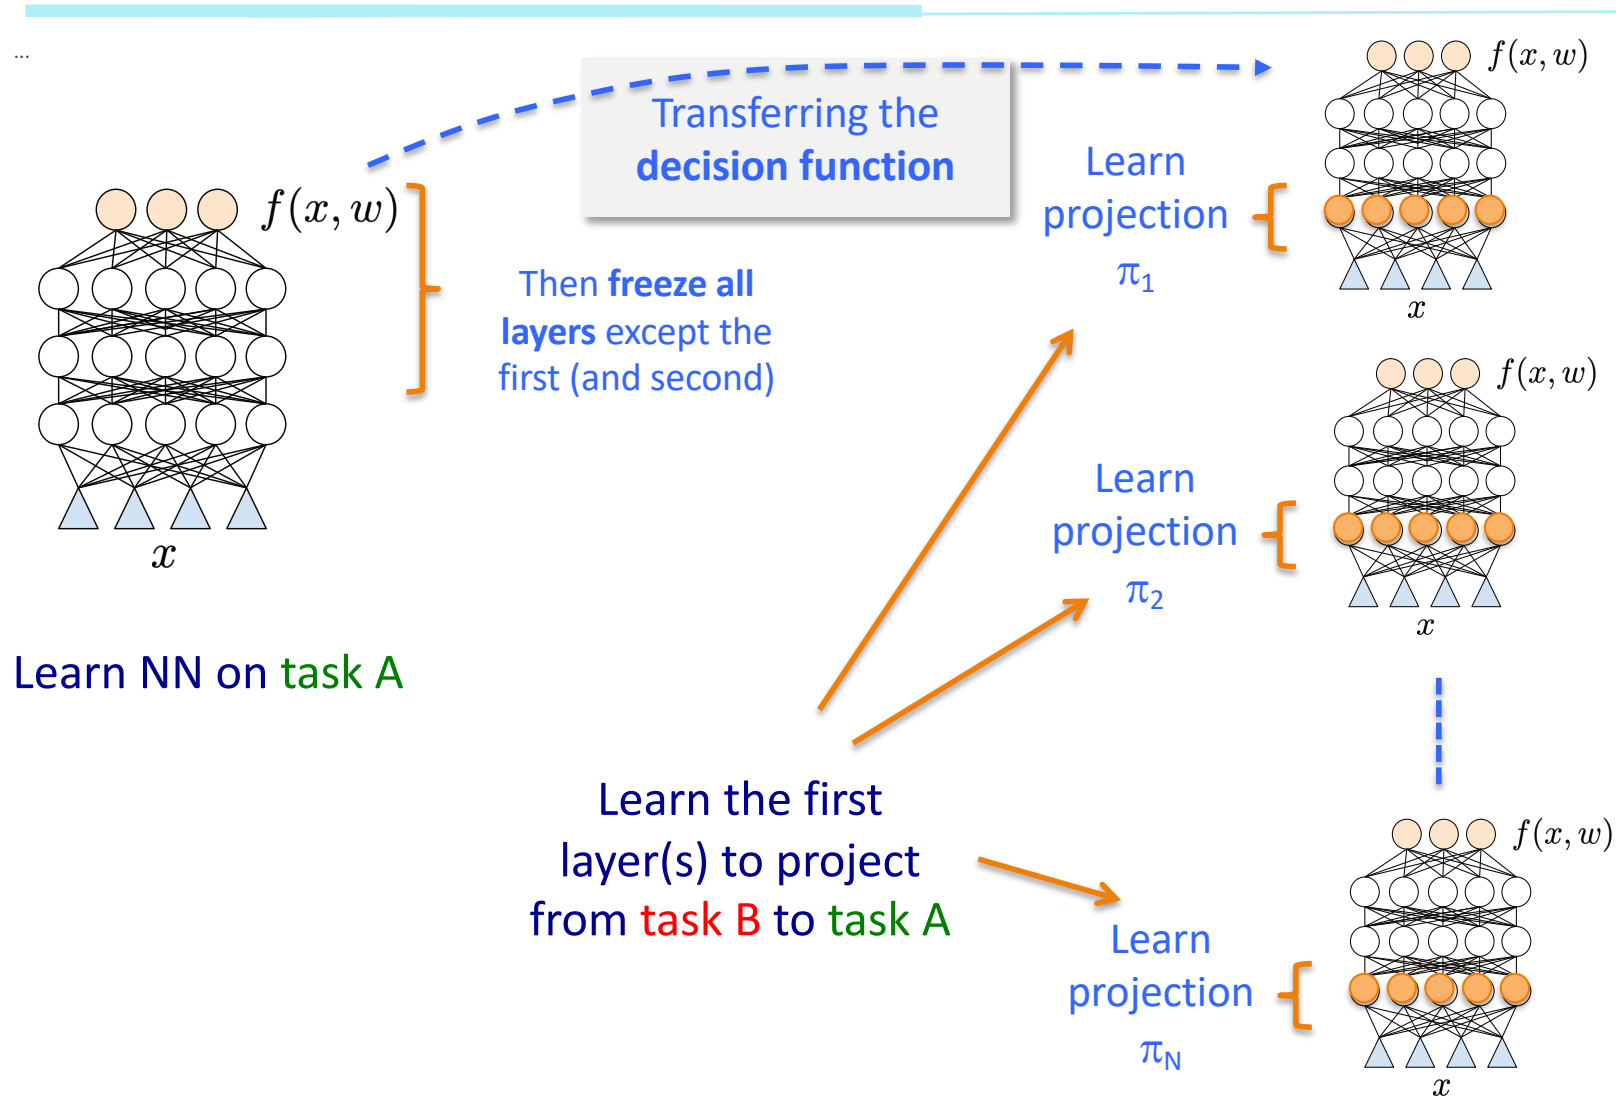 ...
Transferring the
decision function
f(x, w)
x
Learn NN on task A
Then freeze all
layers except the
first (and second)
Learn the first
layer(s) to project
from task B to task A
Learn
projection
π1
f(x, w)
x
Learn
projection
π2
f(x, w)
x
Learn
projection
πN
f(x, w)
x